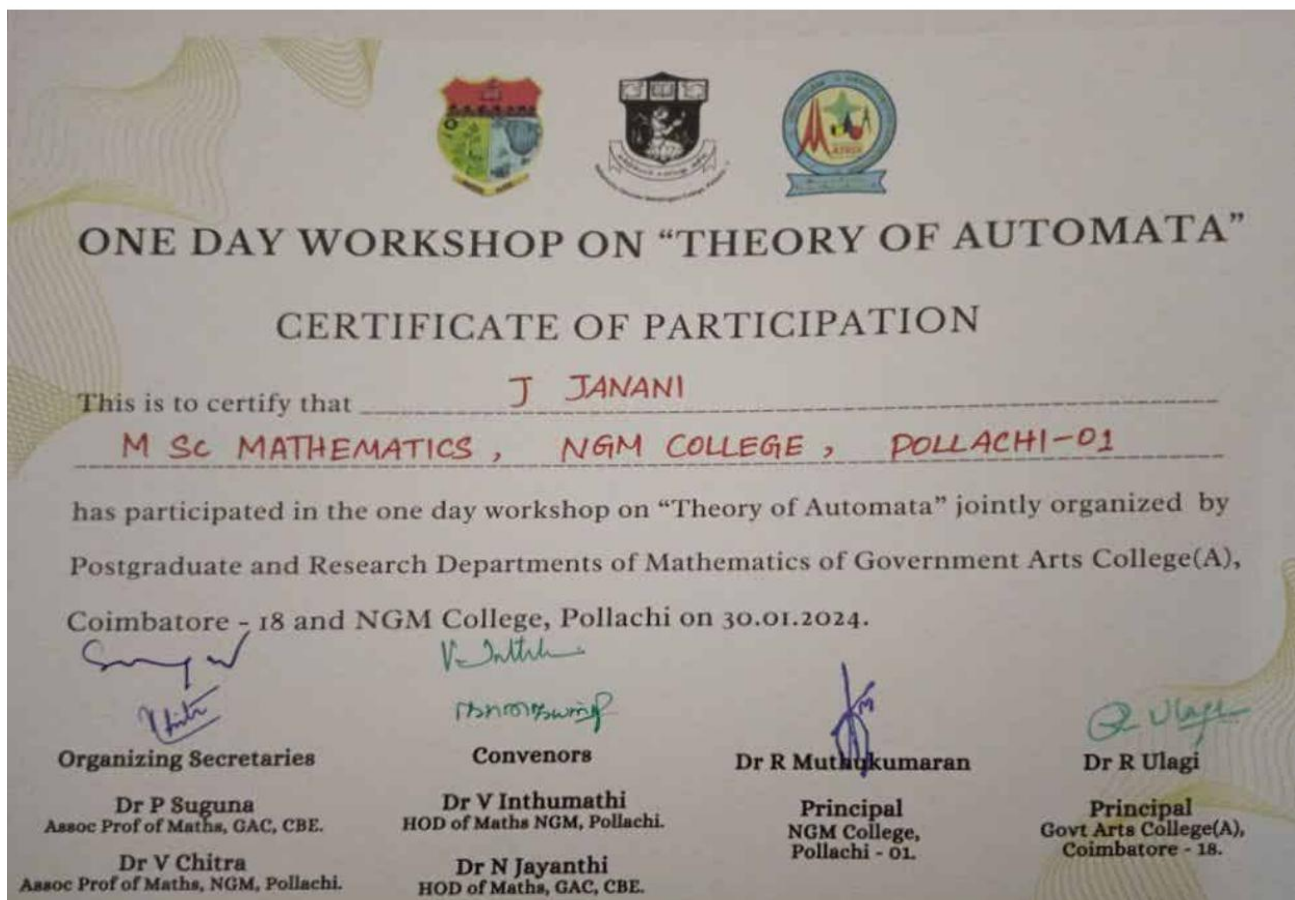 ONE DAY WORKSHOP ON “THEORY OF AUTOMATA”
CERTIFICATE OF PARTICIPATION
This is to certify that J JANANI
M Sc MATHEMATICS, NGM COLLEGE, POLLACHI-01
has participated in the one day workshop on “Theory of Automata” jointly organized by
Postgraduate and Research Departments of Mathematics of Government Arts College(A),
Coimbatore - 18 and NGM College, Pollachi on 30.01.2024.
Organizing Secretaries
Dr P Suguna
Assoc Prof of Maths, GAC, CBE.
Dr V Chitra
Assoc Prof of Maths, NGM, Pollachi.
Convenors
Dr V Inthumathi
HOD of Maths NGM, Pollachi.
Dr N Jayanthi
HOD of Maths, GAC, CBE.
Dr R Muthukumaran
Principal
NGM College,
Pollachi - 01.
R Ulagi
Dr R Ulagi
Principal
Govt Arts College(A),
Coimbatore - 18.